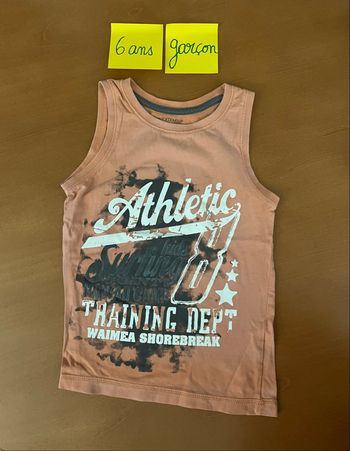 6 ans
garçon
Athletic
8
TRAINING DEPT
WAIMEA SHOREBREAK